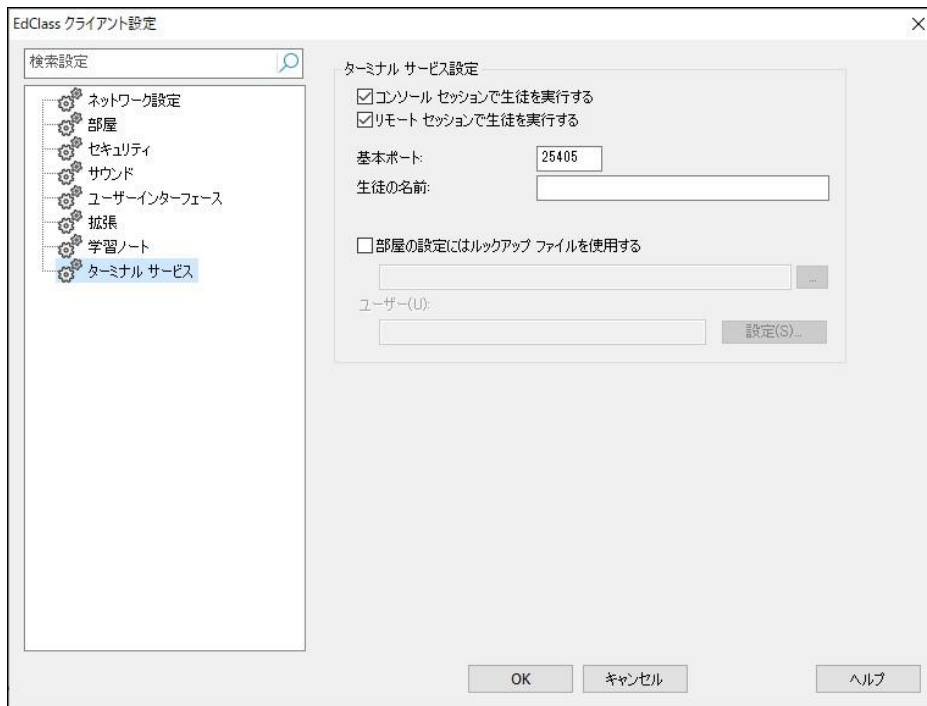 EdClass クライアント設定
検索設定
ネットワーク設定
部屋
セキュリティ
サウンド
ユーザーインターフェース
拡張
学習ノート
ターミナル サービス
ターミナル サービス設定
コンソール セッションで生徒を実行する
リモート セッションで生徒を実行する
基本ポート: 25405
生徒の名前:
部屋の設定にはルックアップ ファイルを使用する
...
ユーザー(U):
設定(S)...
OK キャンセル ヘルプ